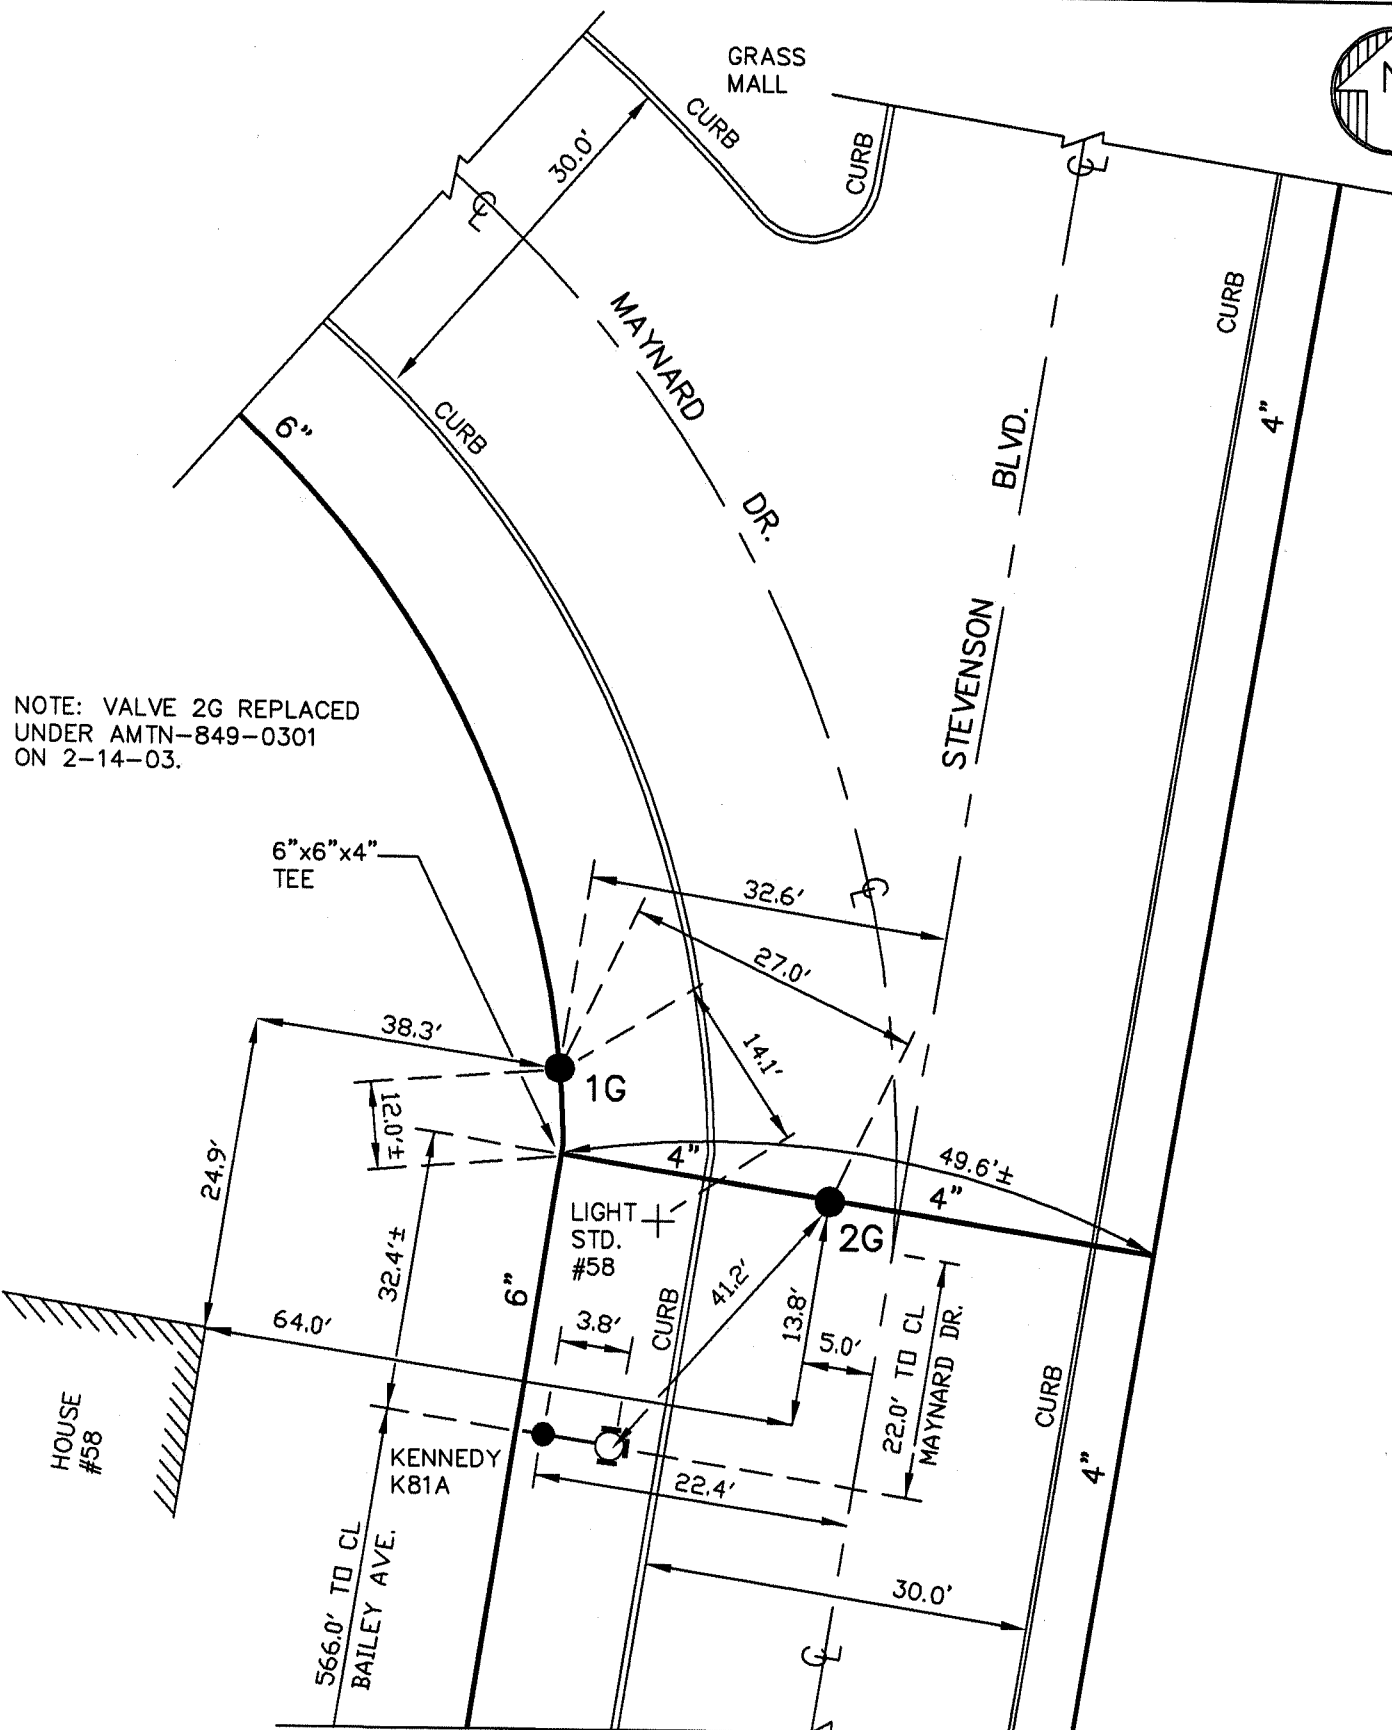 GRASS
MALL
N
CURB
CURB
30.0'
CL
CL
MAYNARD
DR.
CURB
CURB
6"
4"
STEVENSON
BLVD.
NOTE: VALVE 2G REPLACED
UNDER AMTN-849-0301
ON 2-14-03.
6"x6"x4"
TEE
32.6'
CL
27.0'
38.3'
14.1'
1G
12.0'±
24.9'
4"
49.6'±
4"
LIGHT
STD.
#58
2G
32.4'±
6"
41.2'
13.8'
64.0'
3.8'
CURB
5.0'
22.0' TO CL
MAYNARD DR.
CURB
HOUSE
#58
KENNEDY
K81A
22.4'
4"
566.0' TO CL
BAILEY AVE.
30.0'
CL